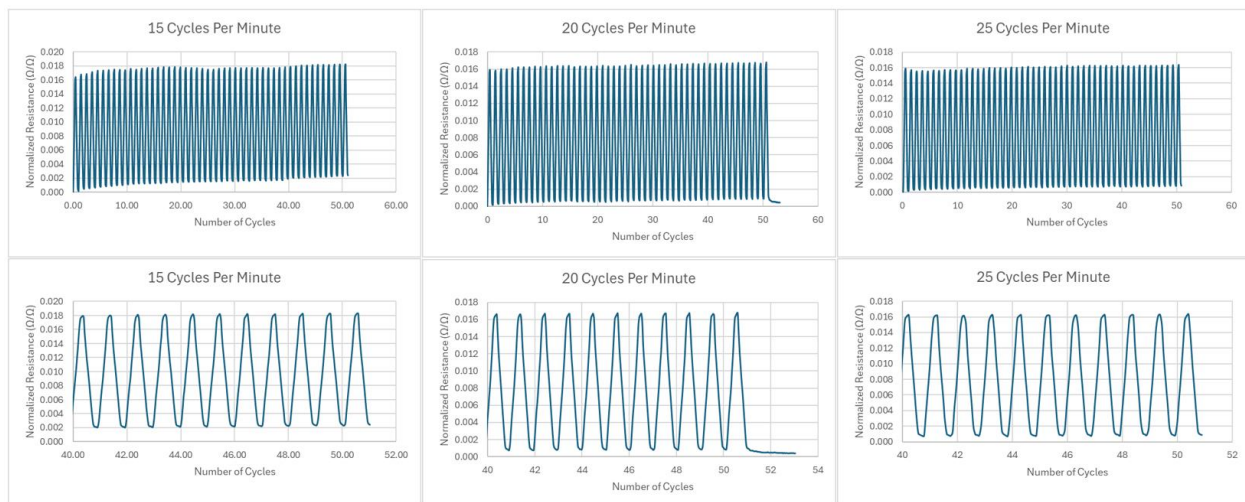 15 Cycles Per Minute
Normalized Resistance (Ω/Ω)
0.020
0.018
0.016
0.014
0.012
0.010
0.008
0.006
0.004
0.002
0.000
0.00 10.00 20.00 30.00 40.00 50.00 60.00
Number of Cycles
20 Cycles Per Minute
Normalized Resistance (Ω/Ω)
0.018
0.016
0.014
0.012
0.010
0.008
0.006
0.004
0.002
0.000
0 10 20 30 40 50 60
Number of Cycles
25 Cycles Per Minute
Normalized Resistance (Ω/Ω)
0.018
0.016
0.014
0.012
0.010
0.008
0.006
0.004
0.002
0.000
0 10 20 30 40 50 60
Number of Cycles
15 Cycles Per Minute
Normalized Resistance (Ω/Ω)
0.020
0.018
0.016
0.014
0.012
0.010
0.008
0.006
0.004
0.002
0.000
40.00 42.00 44.00 46.00 48.00 50.00 52.00
Number of Cycles
20 Cycles Per Minute
Normalized Resistance (Ω/Ω)
0.018
0.016
0.014
0.012
0.010
0.008
0.006
0.004
0.002
0.000
40 42 44 46 48 50 52 54
Number of Cycles
25 Cycles Per Minute
Normalized Resistance (Ω/Ω)
0.018
0.016
0.014
0.012
0.010
0.008
0.006
0.004
0.002
0.000
40 42 44 46 48 50 52
Number of Cycles